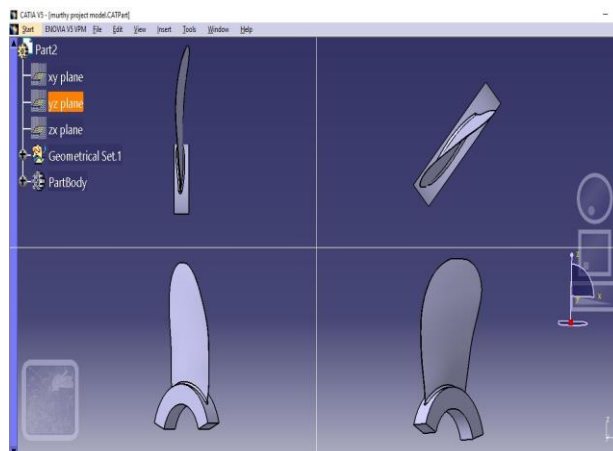 CATIA V5 - [murthy project model.CATPart]
Start ENOVIA V5 VPM File Edit View Insert Tools Window Help
Part2
xy plane
yz plane
zx plane
Geometrical Set.1
PartBody
z
y
x